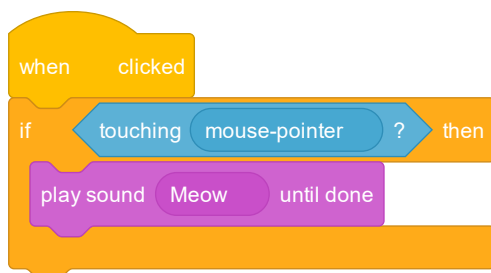 when clicked
if touching mouse-pointer ? then
play sound Meow until done